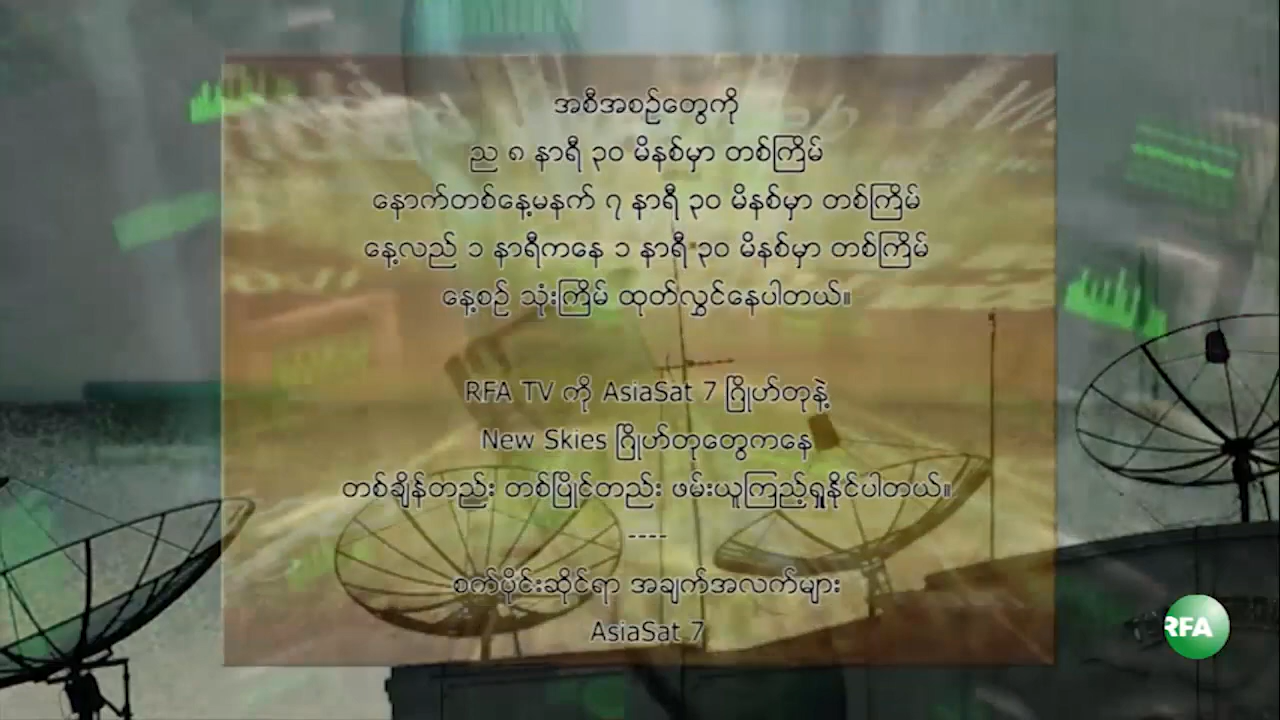 အစီအစဉ်တွေကို
ည ၈ နာရီ ၃၀ မိနစ်မှာ တစ်ကြိမ်
နောက်တစ်နေ့မနက် ၇ နာရီ ၃၀ မိနစ်မှာ တစ်ကြိမ်
နေ့လည် ၁ နာရီကနေ ၁ နာရီ ၃၀ မိနစ်မှာ တစ်ကြိမ်
နေ့စဉ် သုံးကြိမ် ထုတ်လွှင်နေပါတယ်။
RFA TV ကို AsiaSat 7 ဂြိုဟ်တုနဲ့
New Skies ဂြိုဟ်တုတွေကနေ
တစ်ချိန်တည်း တစ်ပြိုင်တည်း ဖမ်းယူကြည့်ရှုနိုင်ပါတယ်။
----
စက်ပိုင်းဆိုင်ရာ အချက်အလက်များ
AsiaSat 7
RFA